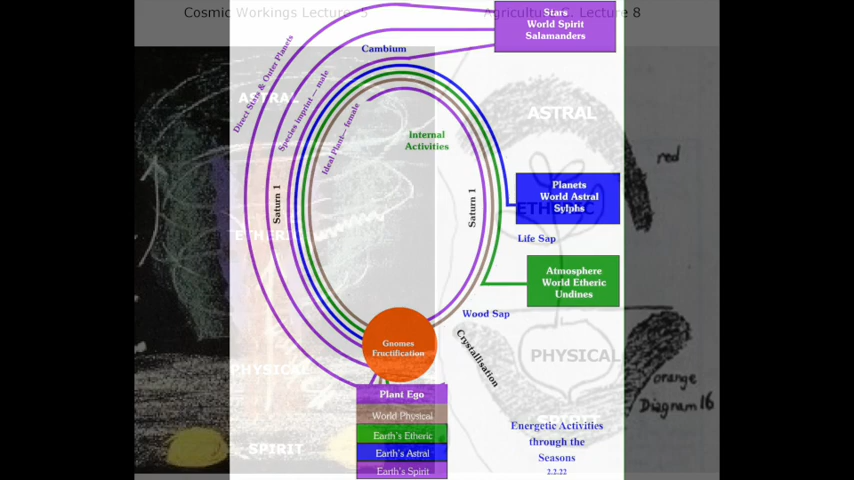 Cosmic Workings Lecture 5
Agriculture C. Lecture 8
Stars
World Spirit
Salamanders
Cambium
Direct Stars & Outer Planets
Species imprint — male
Ideal Plant— female
ASTRAL
ASTRAL
Internal
Activities
red
Saturn 1
Saturn 1
Planets
World Astral
Sylphs
ETHERIC
ETHERIC
Life Sap
Atmosphere
World Etheric
Undines
Wood Sap
Gnomes
Fructification
Crystallisation
PHYSICAL
PHYSICAL
orange
Diagram 16
Plant Ego
World Physical
Earth's Etheric
Earth's Astral
Earth's Spirit
SPIRIT
SPIRIT
Energetic Activities
through the
Seasons
2.2.22